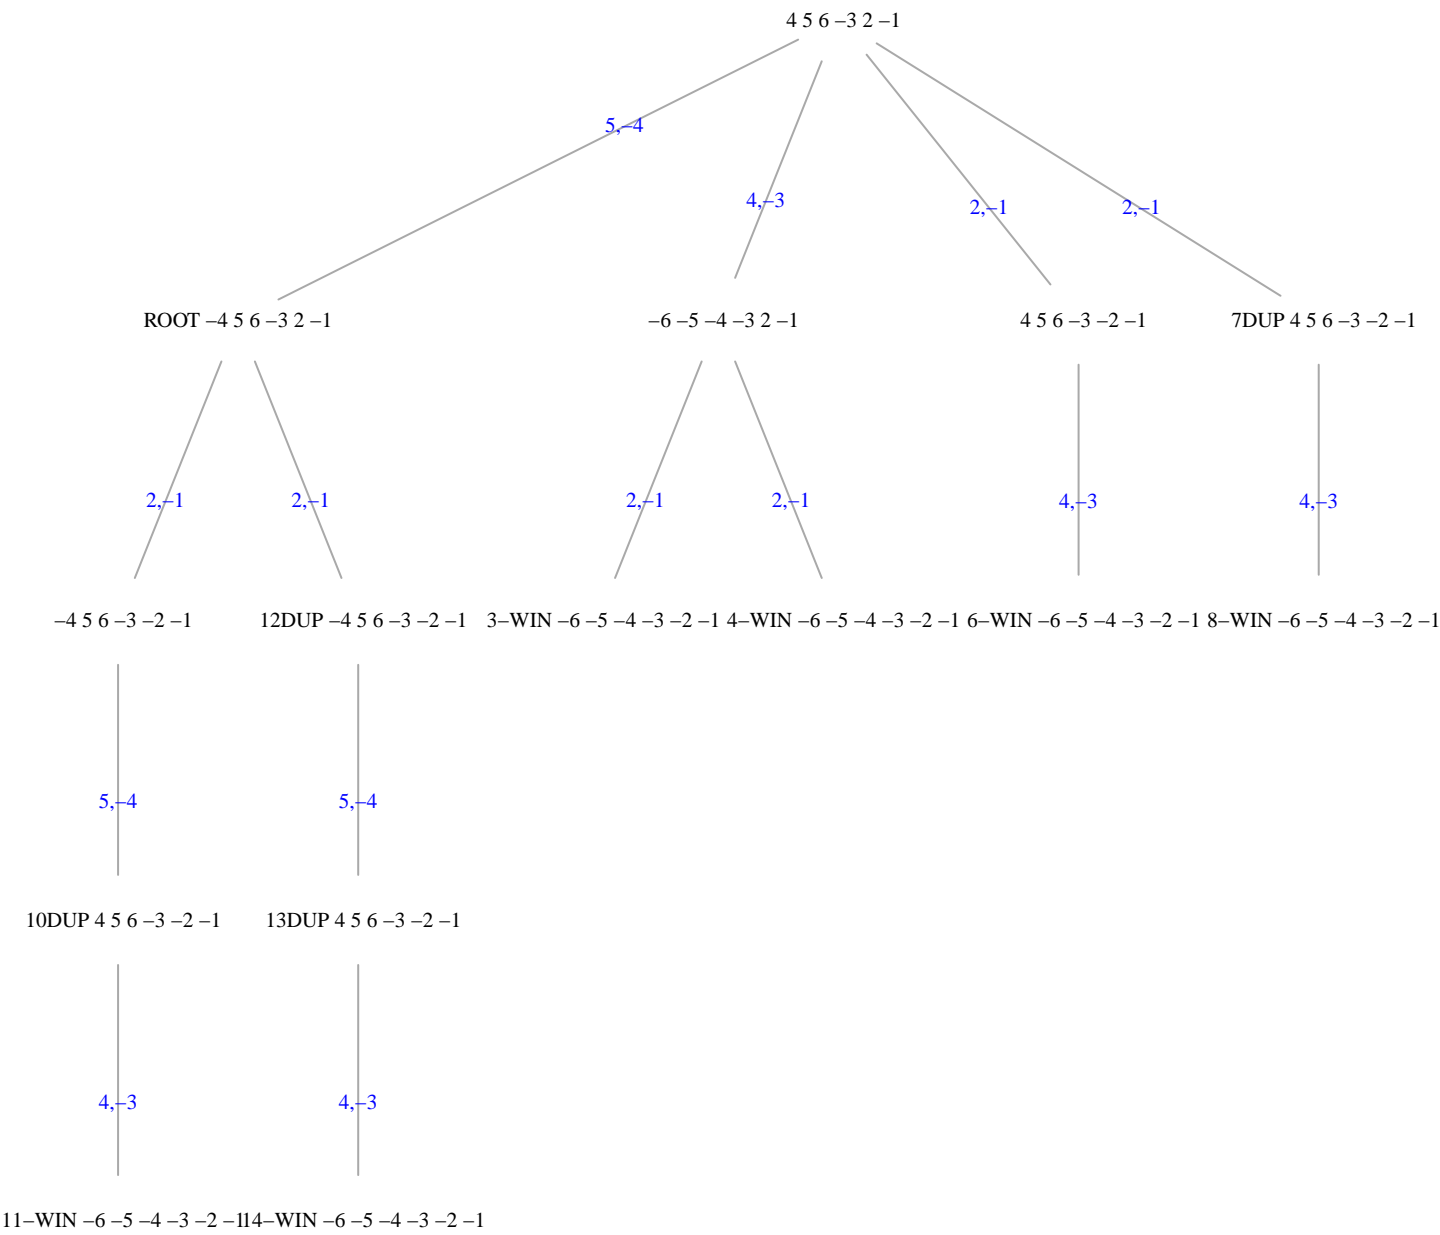 4 5 6 –3 2 –1
5,–4
4,–3
2,–1
2,–1
ROOT –4 5 6 –3 2 –1
–6 –5 –4 –3 2 –1
4 5 6 –3 –2 –1
7DUP 4 5 6 –3 –2 –1
2,–1
2,–1
2,–1
2,–1
4,–3
4,–3
–4 5 6 –3 –2 –1
12DUP –4 5 6 –3 –2 –1
3–WIN –6 –5 –4 –3 –2 –1
4–WIN –6 –5 –4 –3 –2 –1
6–WIN –6 –5 –4 –3 –2 –1
8–WIN –6 –5 –4 –3 –2 –1
5,–4
5,–4
10DUP 4 5 6 –3 –2 –1
13DUP 4 5 6 –3 –2 –1
4,–3
4,–3
11–WIN –6 –5 –4 –3 –2 –1
14–WIN –6 –5 –4 –3 –2 –1